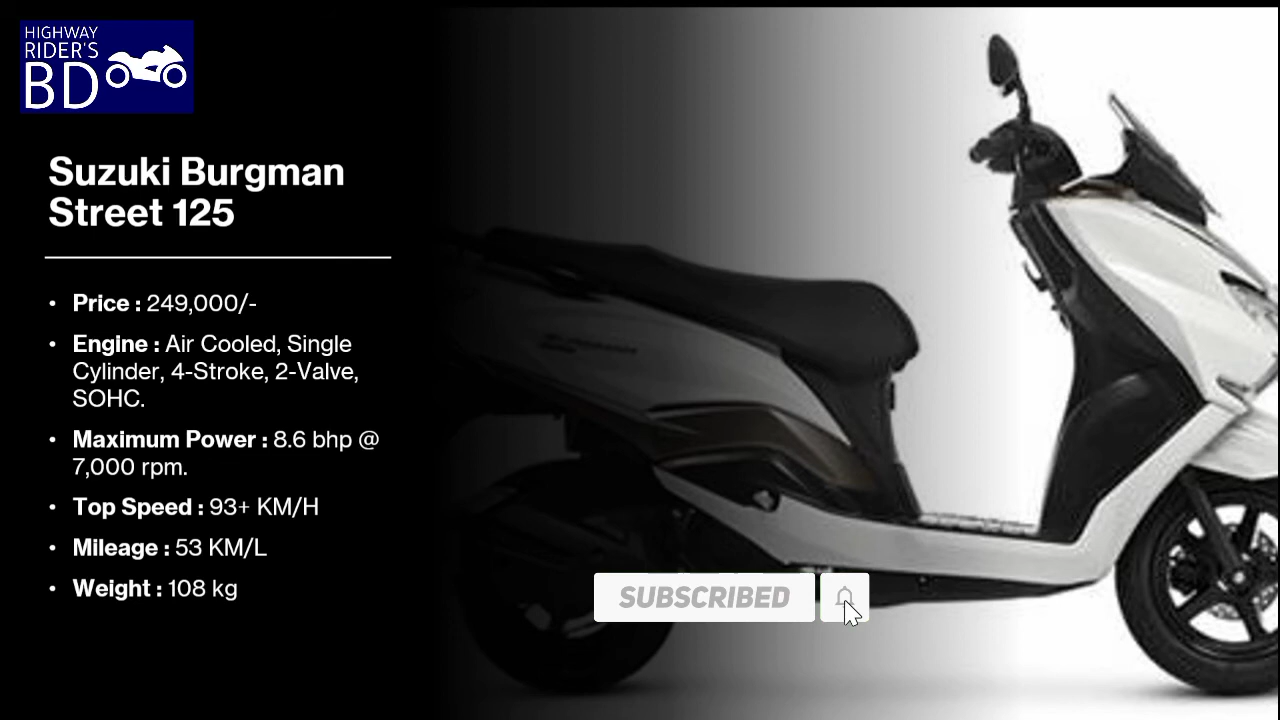 HIGHWAY
RIDER'S
BD
Suzuki Burgman
Street 125
• Price : 249,000/-
• Engine : Air Cooled, Single
Cylinder, 4-Stroke, 2-Valve,
SOHC.
• Maximum Power : 8.6 bhp @
7,000 rpm.
• Top Speed : 93+ KM/H
• Mileage : 53 KM/L
• Weight : 108 kg
SUBSCRIBED